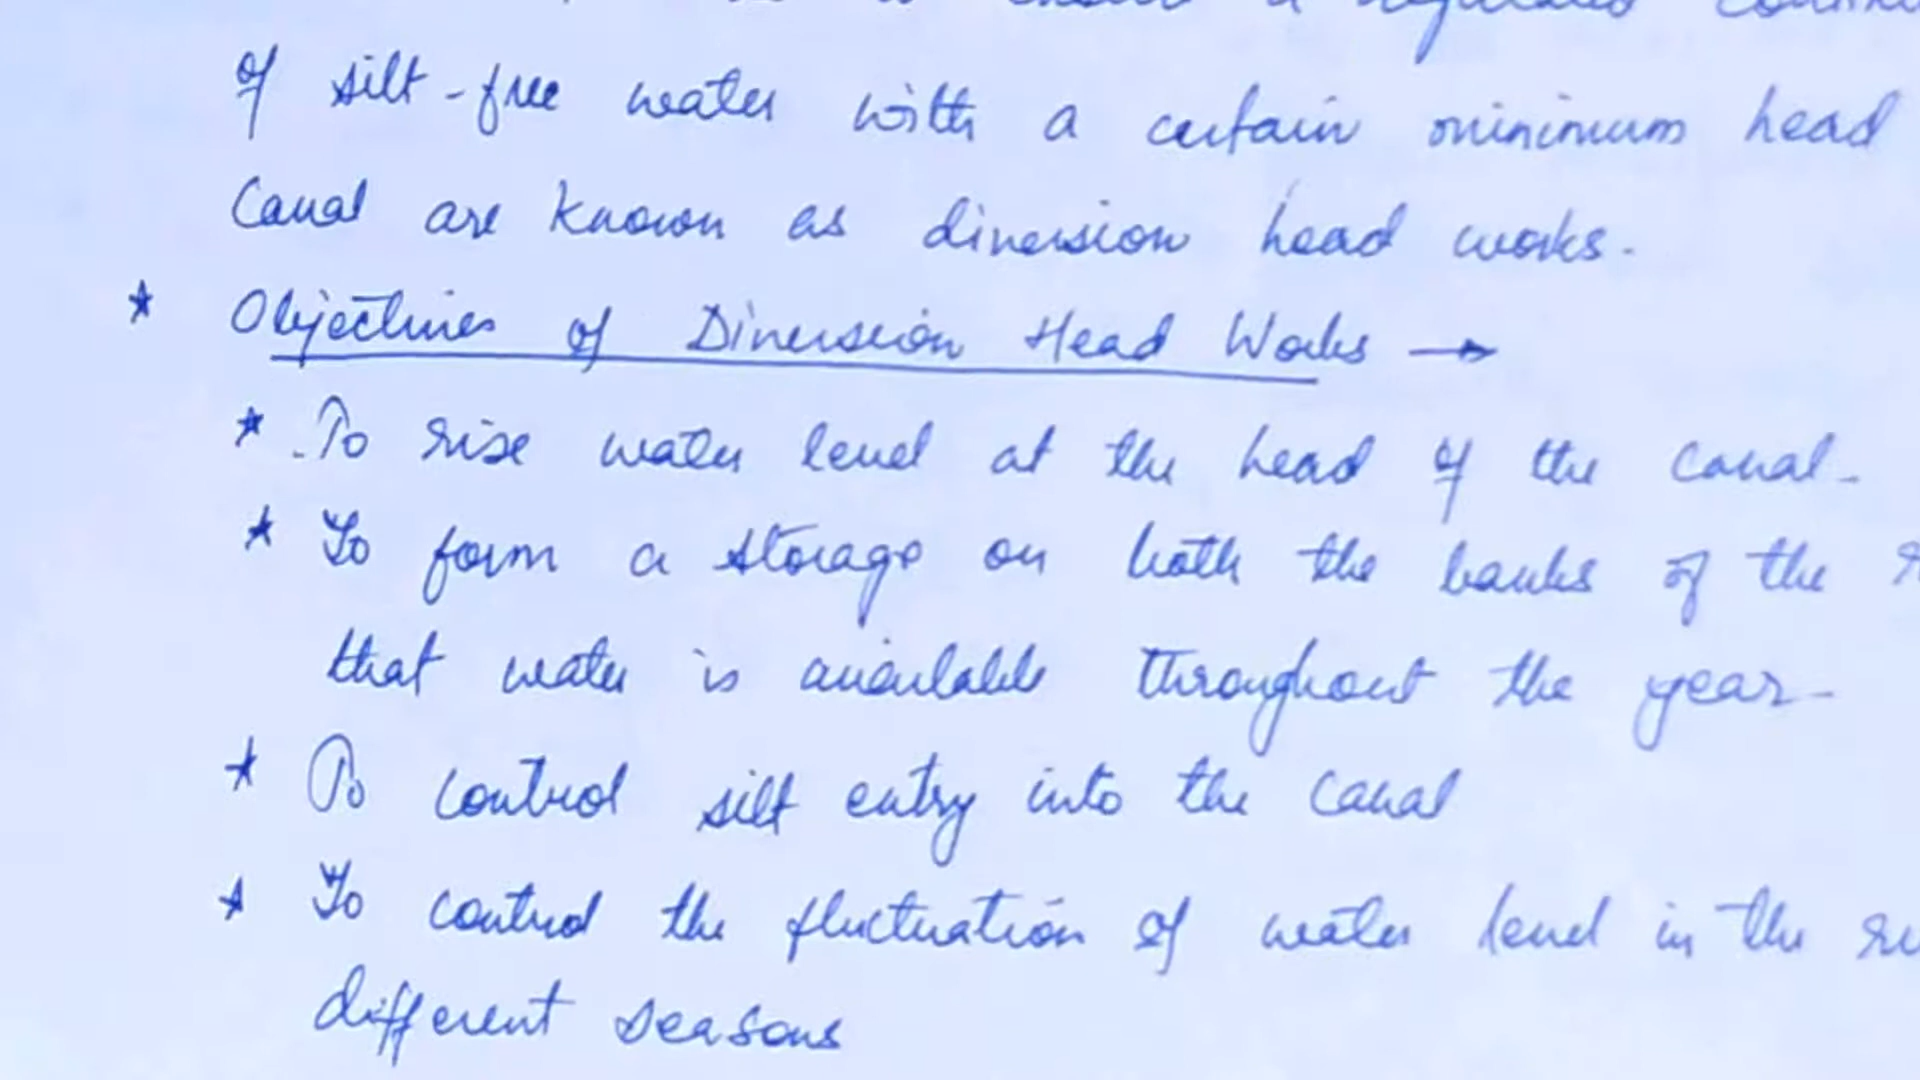 of silt-free water with a certain minimum head
Canal are known as diversion head works.
* Objectives of Diversion Head Works →
* To rise water level at the head of the canal.
* To form a storage on both the banks of the
that water is available throughout the year.
* To control silt entry into the canal
* To control the fluctuation of water level in the
different seasons